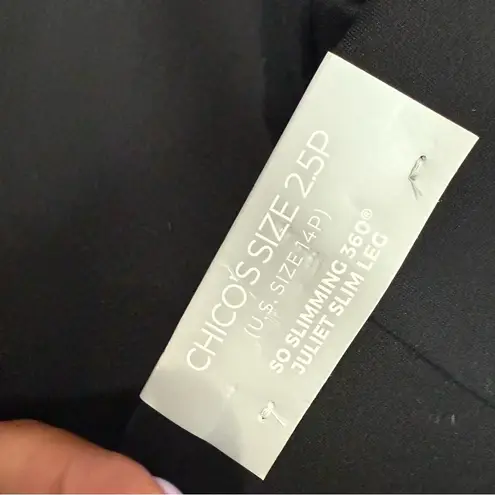 CHICO'S SIZE 2.5P
(U.S. SIZE 14P)
SO SLIMMING 360®
JULIET SLIM LEG